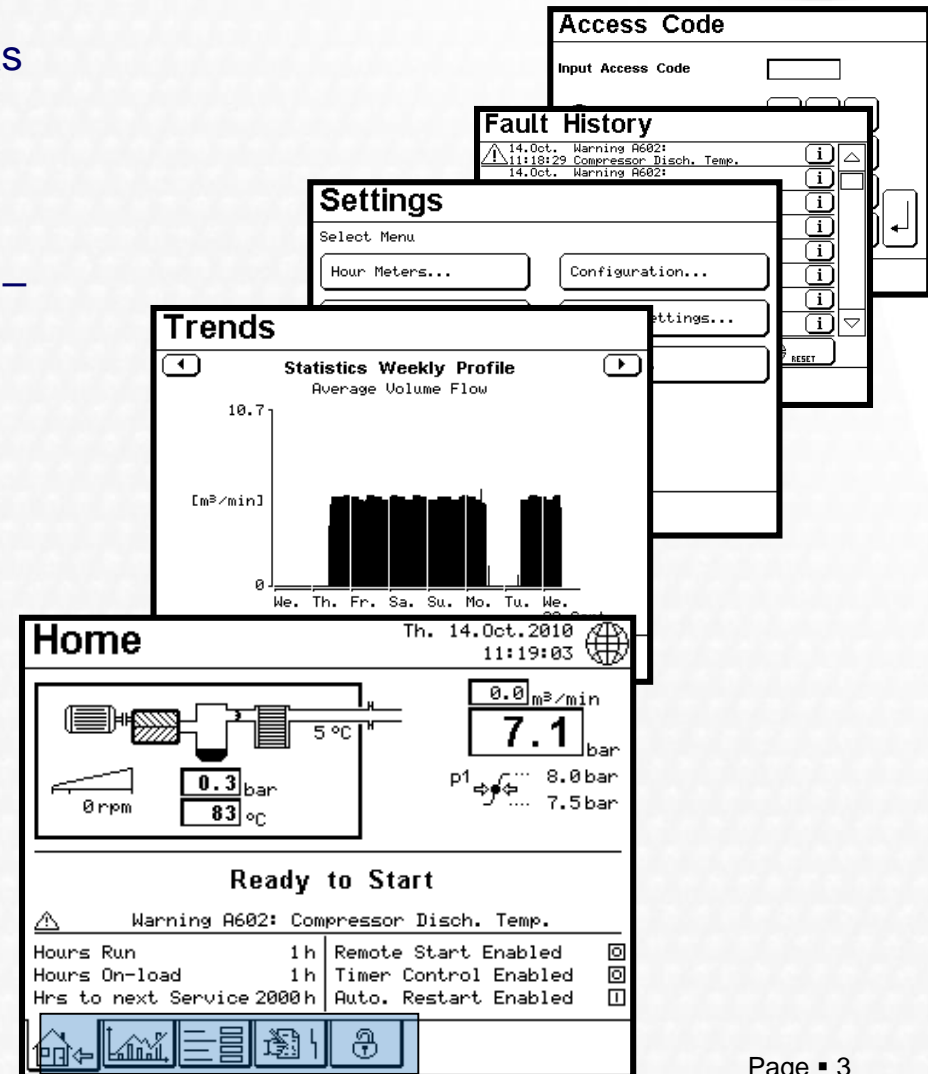 s
–
Access Code
Input Access Code
Fault History
14.Oct. Warning A602:
11:18:29 Compressor Disch. Temp.
14.Oct. Warning A602:
i
i
i
i
i
i
i
i
RESET
Settings
Select Menu
Hour Meters...
Configuration...
ettings...
Trends
Statistics Weekly Profile
Average Volume Flow
10.7
[m³/min]
0
We. Th. Fr. Sa. Su. Mo. Tu. We.
Home
Th. 14.Oct.2010
11:19:03
0.0 m³/min
7.1 bar
5 °C
p1
8.0 bar
7.5 bar
0 rpm
0.3 bar
83 °C
Ready to Start
Warning A602: Compressor Disch. Temp.
Hours Run 1 h Remote Start Enabled
Hours On-load 1 h Timer Control Enabled
Hrs to next Service 2000 h Auto. Restart Enabled
Page ▪ 3